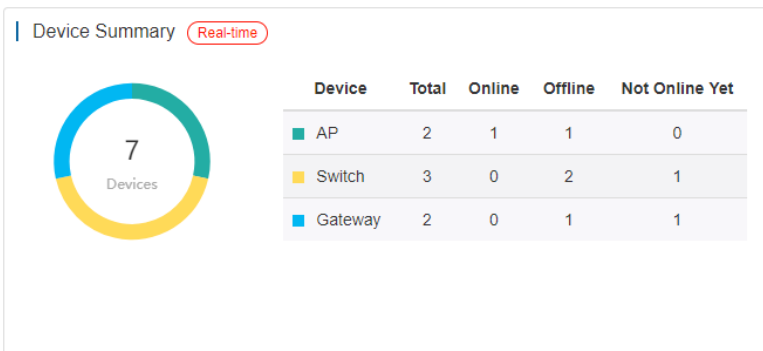 Device Summary Real-time
7
Devices
Device Total Online Offline Not Online Yet
AP 2 1 1 0
Switch 3 0 2 1
Gateway 2 0 1 1